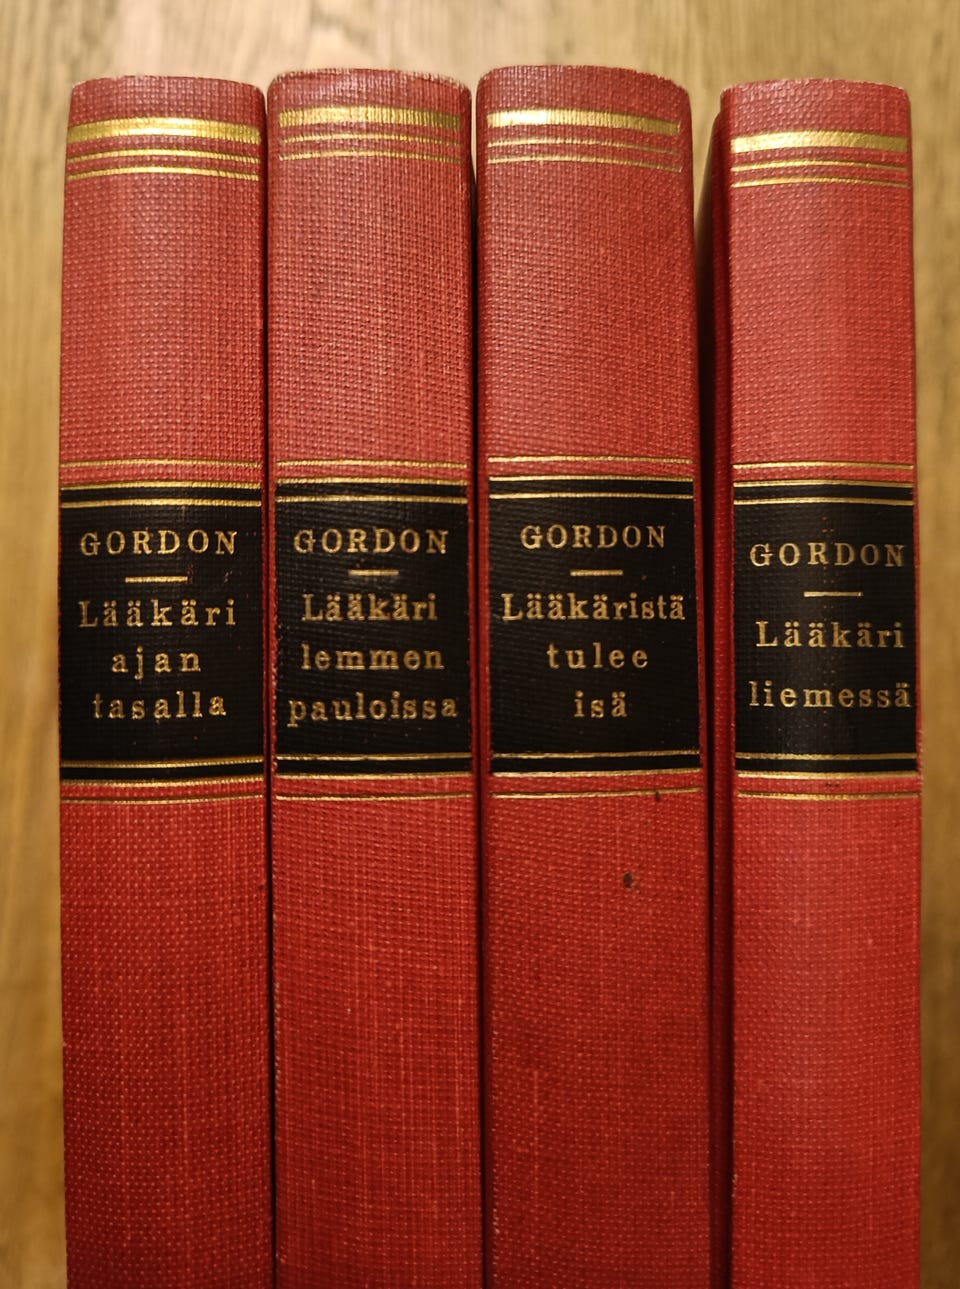 GORDON
Lääkäri
ajan
tasalla
GORDON
Lääkäri
lemmen
pauloissa
GORDON
Lääkäristä
tulee
isä
GORDON
Lääkäri
liemessä